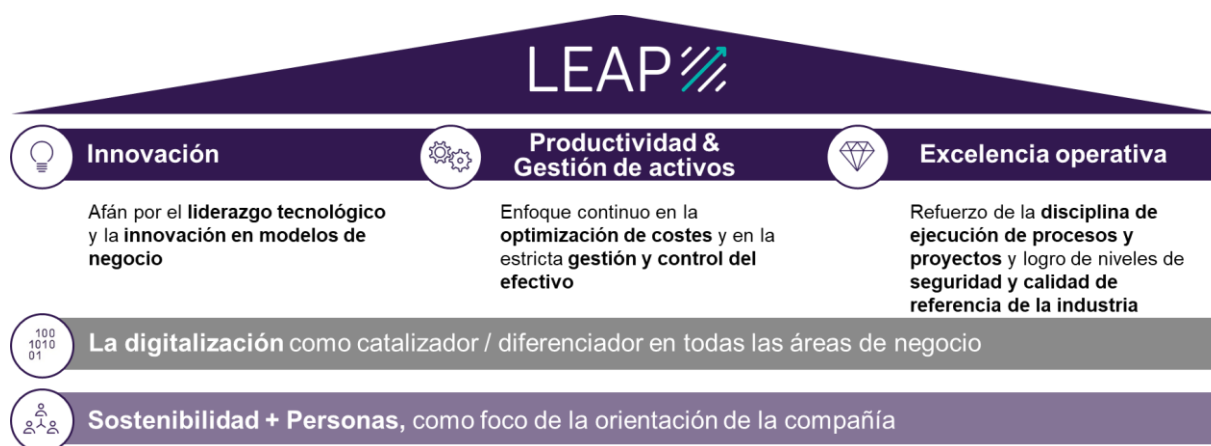 LEAP
Innovación
Productividad &
Gestión de activos
Excelencia operativa
Afán por el liderazgo tecnológico
y la innovación en modelos de
negocio
Enfoque continuo en la
optimización de costes y en la
estricta gestión y control del
efectivo
Refuerzo de la disciplina de
ejecución de procesos y
proyectos y logro de niveles de
seguridad y calidad de
referencia de la industria
100
1010
01
La digitalización como catalizador / diferenciador en todas las áreas de negocio
Sostenibilidad + Personas, como foco de la orientación de la compañía